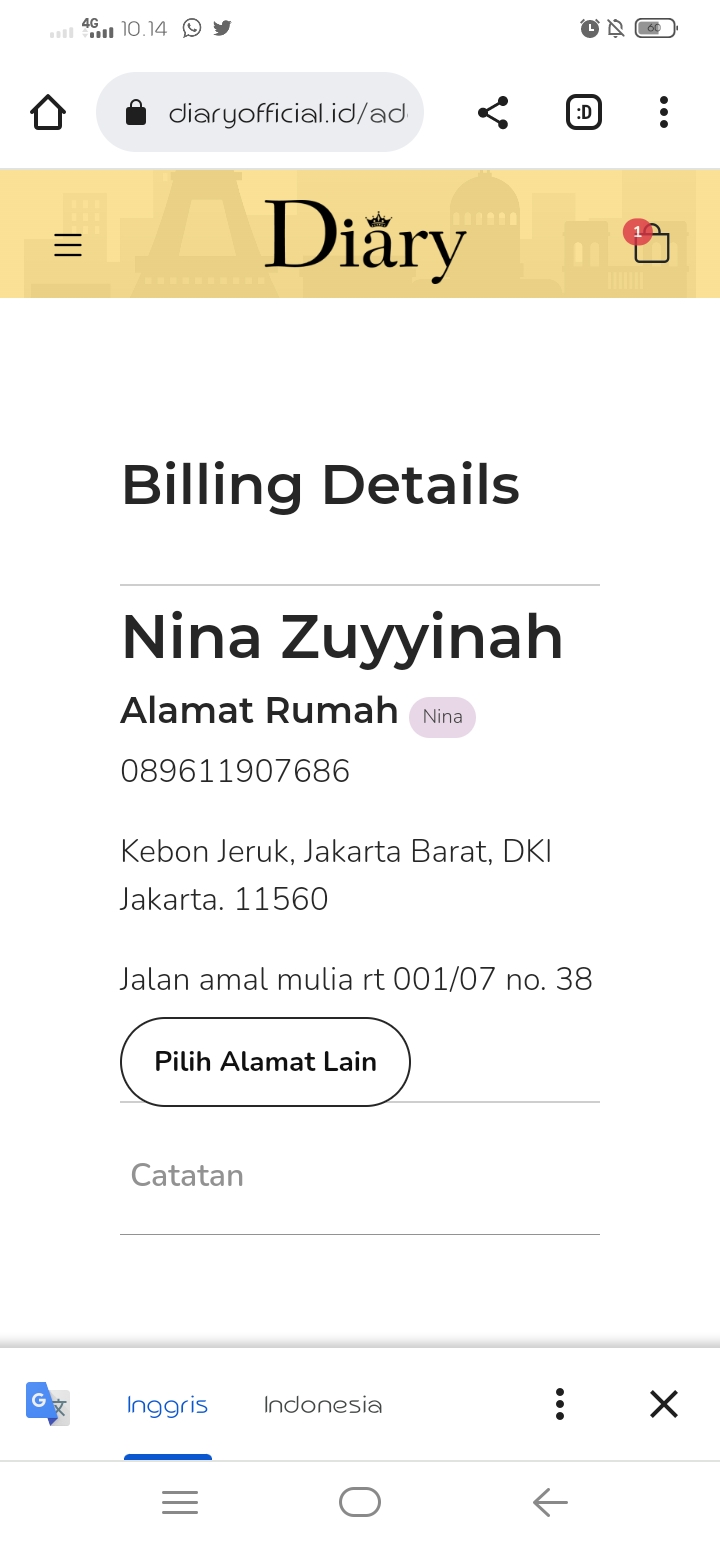 4G 10.14 60
diaryofficial.id/ad
:D
Diary
1
Billing Details
Nina Zuyyinah
Alamat Rumah Nina
089611907686
Kebon Jeruk, Jakarta Barat, DKI
Jakarta. 11560
Jalan amal mulia rt 001/07 no. 38
Pilih Alamat Lain
Catatan
G 文 Inggris Indonesia